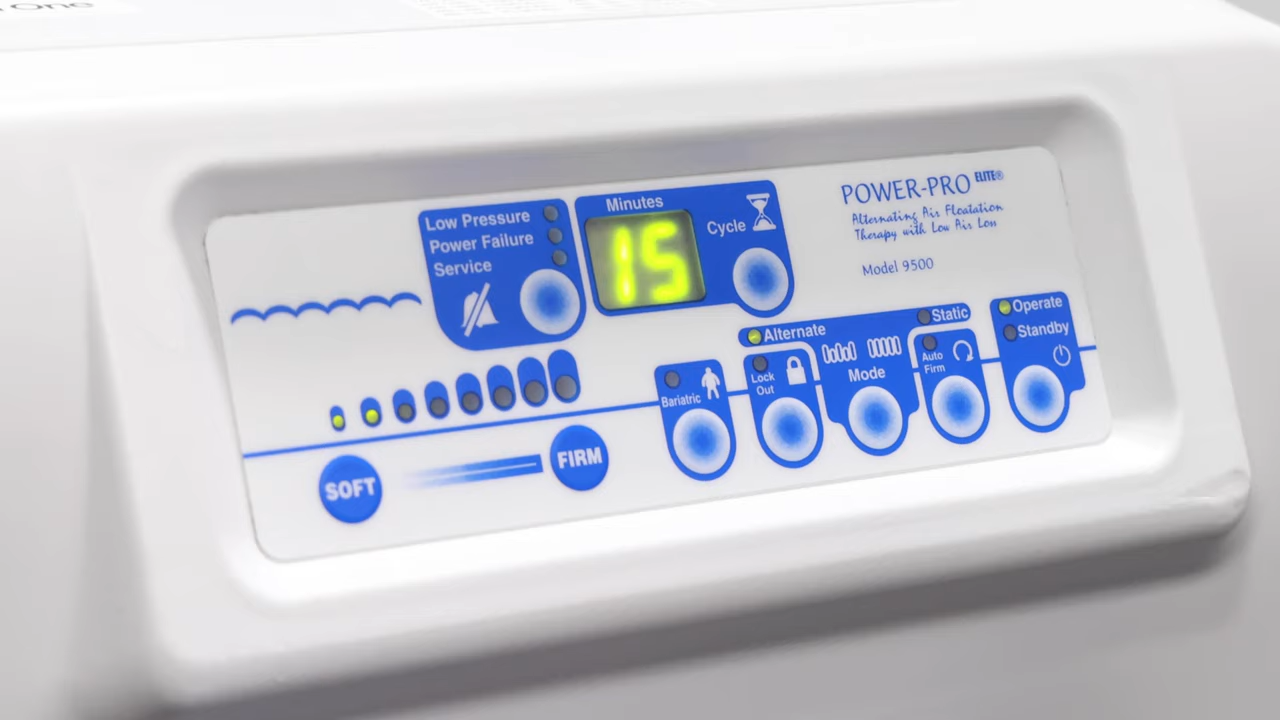 One
Low Pressure
Power Failure
Service
Minutes
15
Cycle
POWER-PRO ELITE®
Alternating Air Floatation
Therapy with Low Air Loss
Model 9500
Alternate
Static
Operate
Standby
Bariatric
Lock
Out
Mode
Auto
Firm
SOFT
FIRM